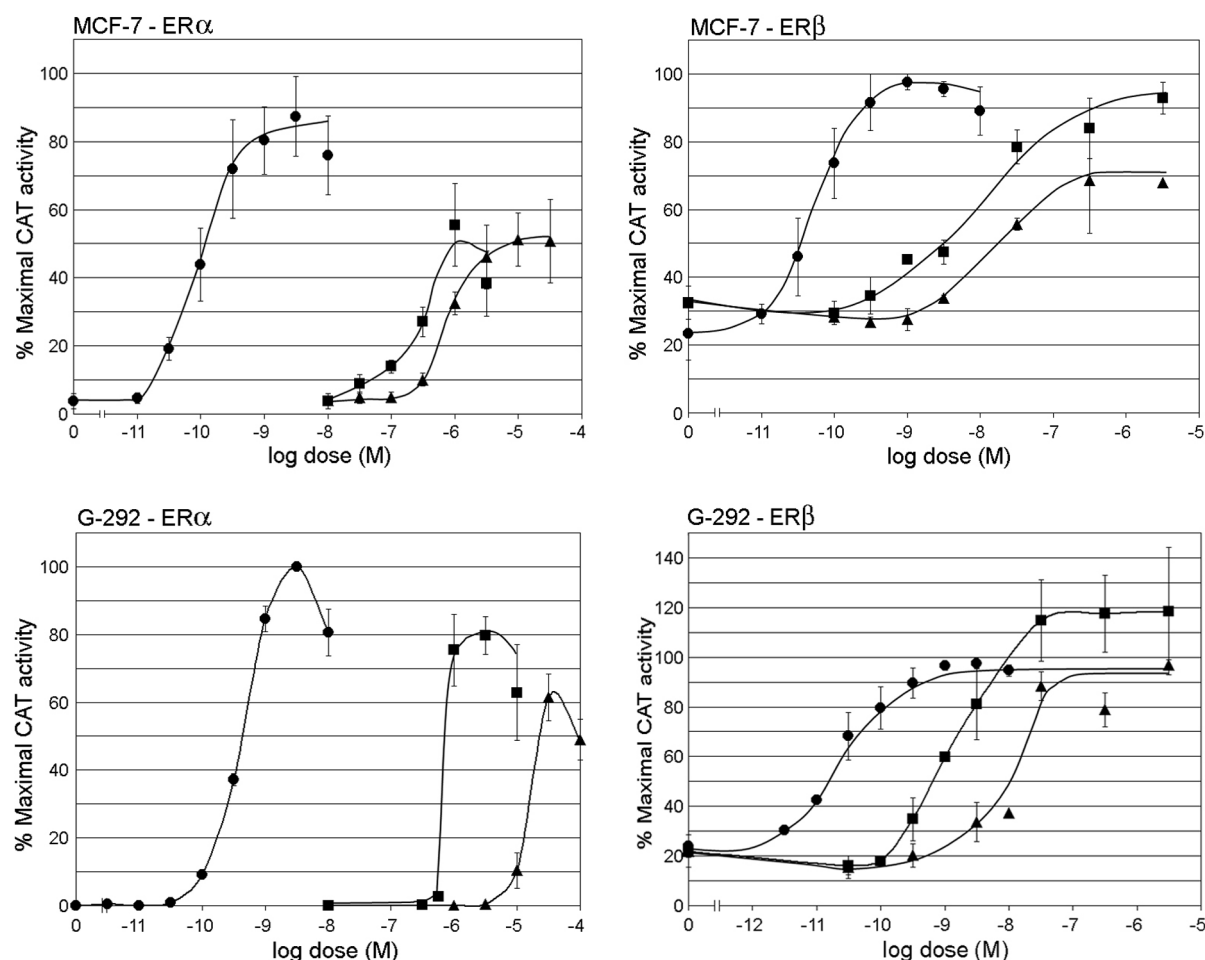 MCF-7 - ERα
% Maximal CAT activity
100
80
60
40
20
0
0 -11 -10 -9 -8 -7 -6 -5 -4
log dose (M)
MCF-7 - ERβ
% Maximal CAT activity
100
80
60
40
20
0
0 -11 -10 -9 -8 -7 -6 -5
log dose (M)
G-292 - ERα
% Maximal CAT activity
100
80
60
40
20
0
0 -11 -10 -9 -8 -7 -6 -5 -4
log dose (M)
G-292 - ERβ
% Maximal CAT activity
140
120
100
80
60
40
20
0
0 -12 -11 -10 -9 -8 -7 -6 -5
log dose (M)